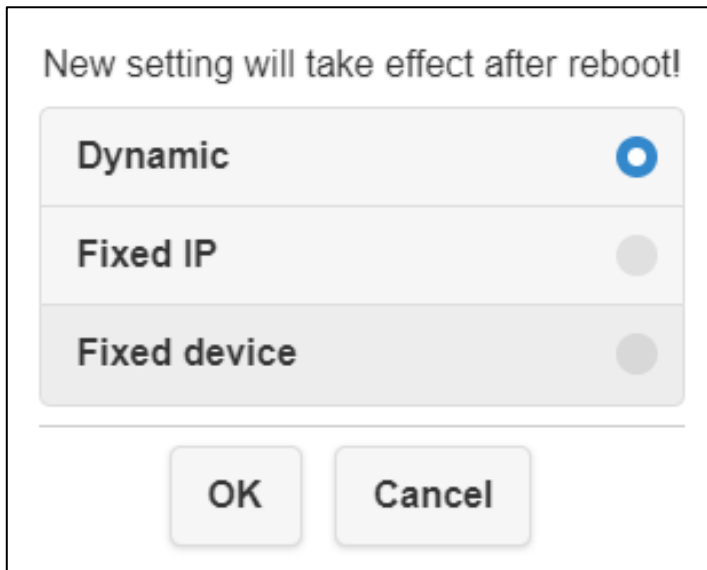 New setting will take effect after reboot!
Dynamic
Fixed IP
Fixed device
OK Cancel